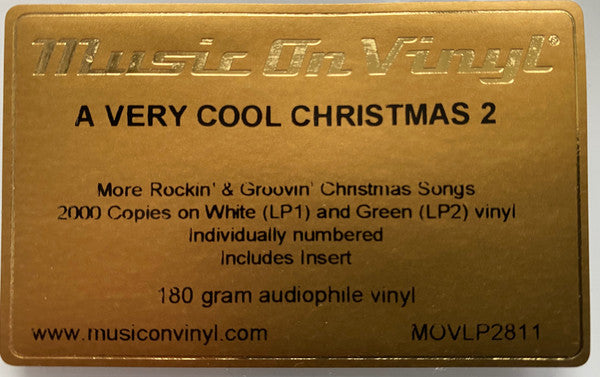 Music On Vinyl®
A VERY COOL CHRISTMAS 2
More Rockin' & Groovin' Christmas Songs
2000 Copies on White (LP1) and Green (LP2) vinyl
Individually numbered
Includes Insert
180 gram audiophile vinyl
www.musiconvinyl.com MOVLP2811